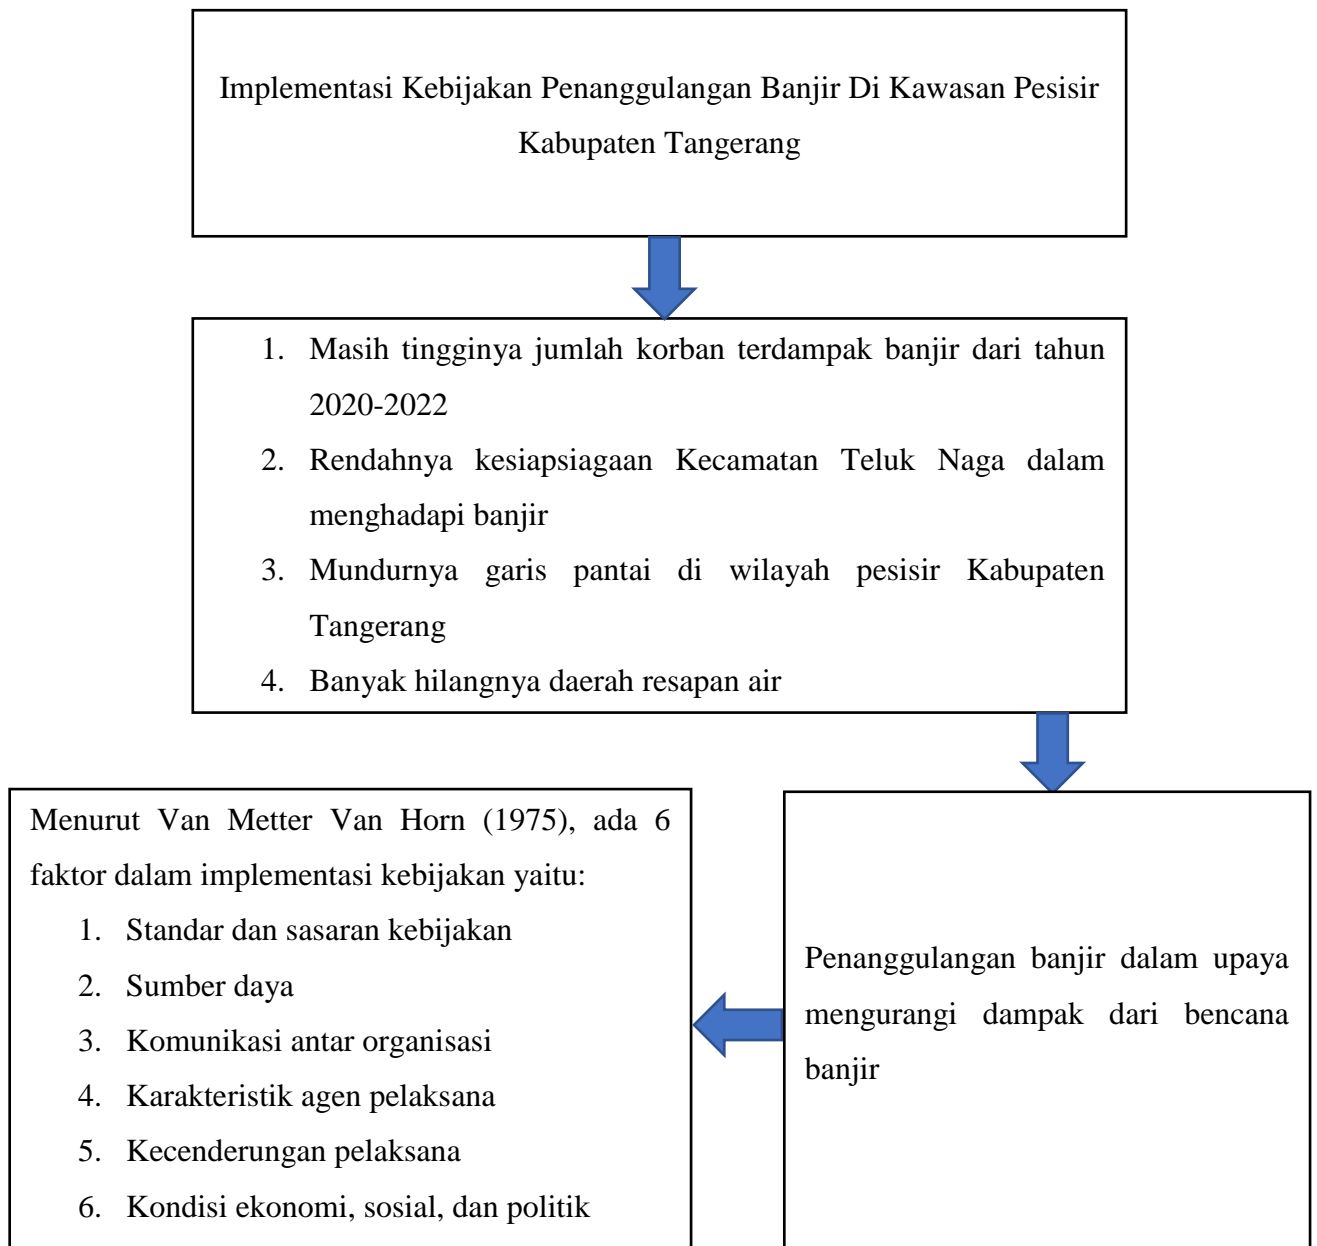 Implementasi Kebijakan Penanggulangan Banjir Di Kawasan Pesisir
Kabupaten Tangerang
1. Masih tingginya jumlah korban terdampak banjir dari tahun
2020-2022
2. Rendahnya kesiapsiagaan Kecamatan Teluk Naga dalam
menghadapi banjir
3. Mundurnya garis pantai di wilayah pesisir Kabupaten
Tangerang
4. Banyak hilangnya daerah resapan air
Menurut Van Metter Van Horn (1975), ada 6
faktor dalam implementasi kebijakan yaitu:
1. Standar dan sasaran kebijakan
2. Sumber daya
3. Komunikasi antar organisasi
4. Karakteristik agen pelaksana
5. Kecenderungan pelaksana
6. Kondisi ekonomi, sosial, dan politik
Penanggulangan banjir dalam upaya
mengurangi dampak dari bencana
banjir